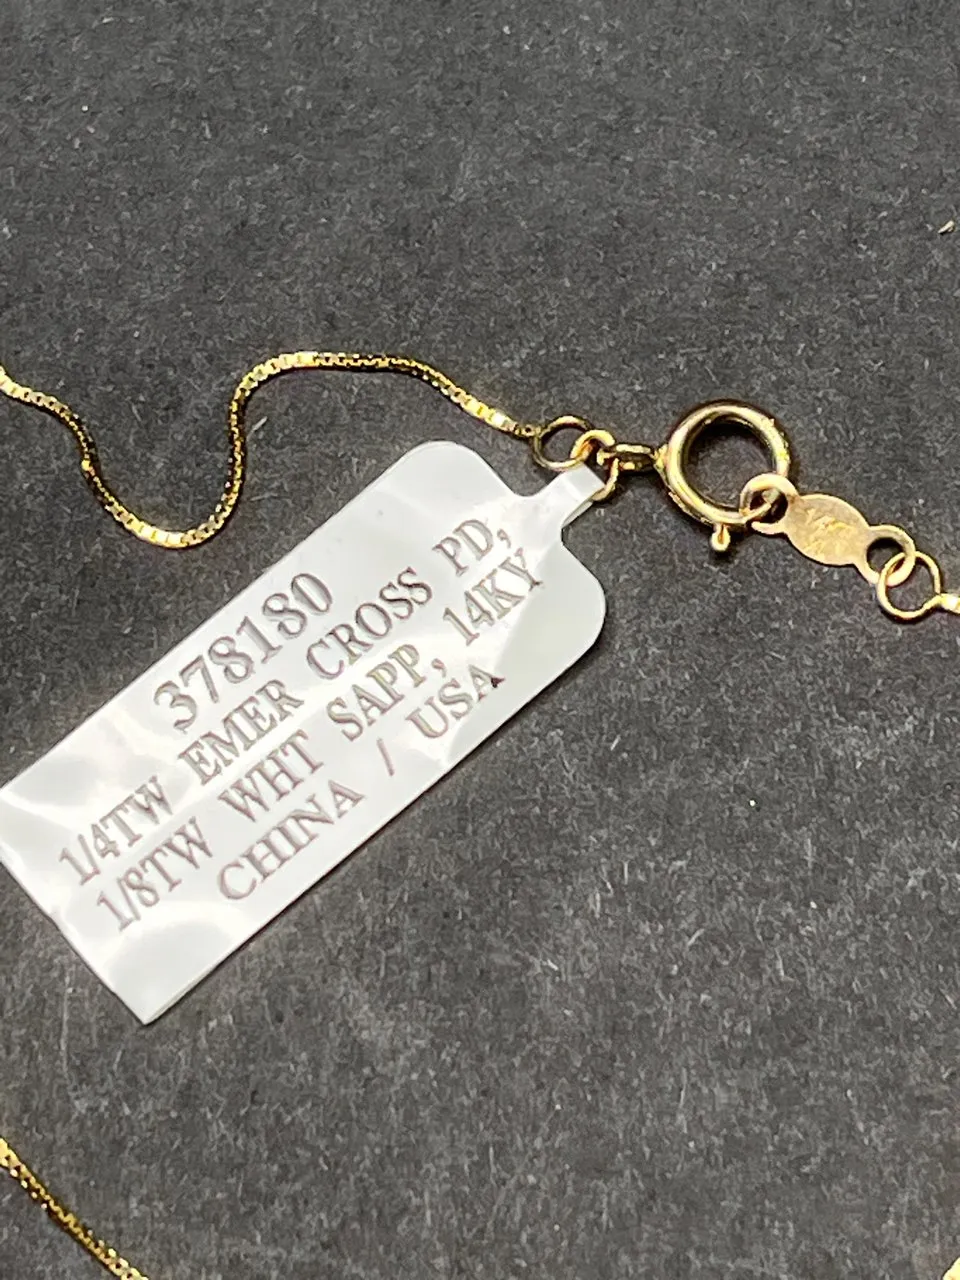 378180
1/4TW EMER CROSS PD,
1/8TW WHT SAPP, 14KY
CHINA / USA